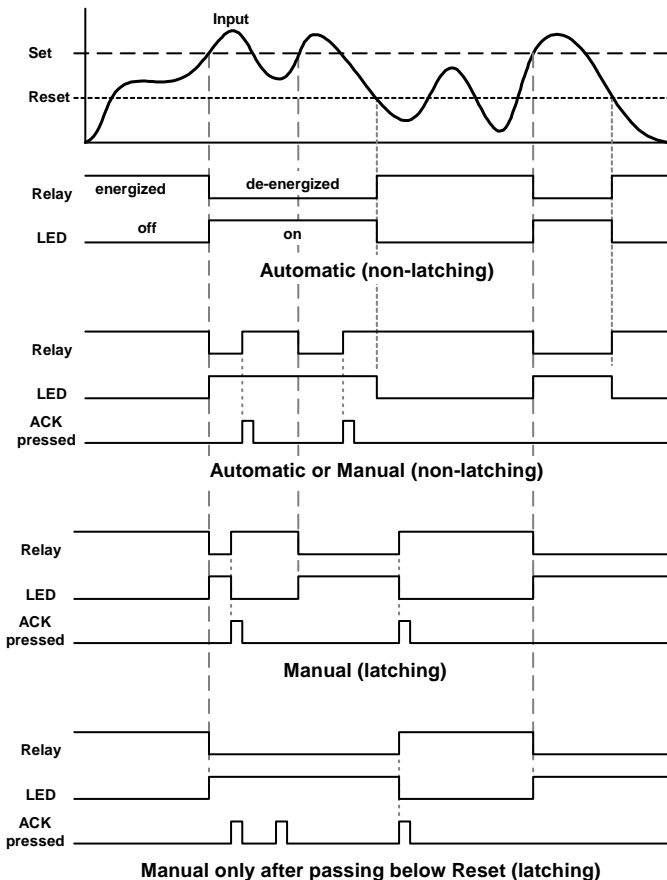 Input
Set
Reset
Relay
energized
de-energized
LED
off
on
Automatic (non-latching)
Relay
LED
ACK
pressed
Automatic or Manual (non-latching)
Relay
LED
ACK
pressed
Manual (latching)
Relay
LED
ACK
pressed
Manual only after passing below Reset (latching)